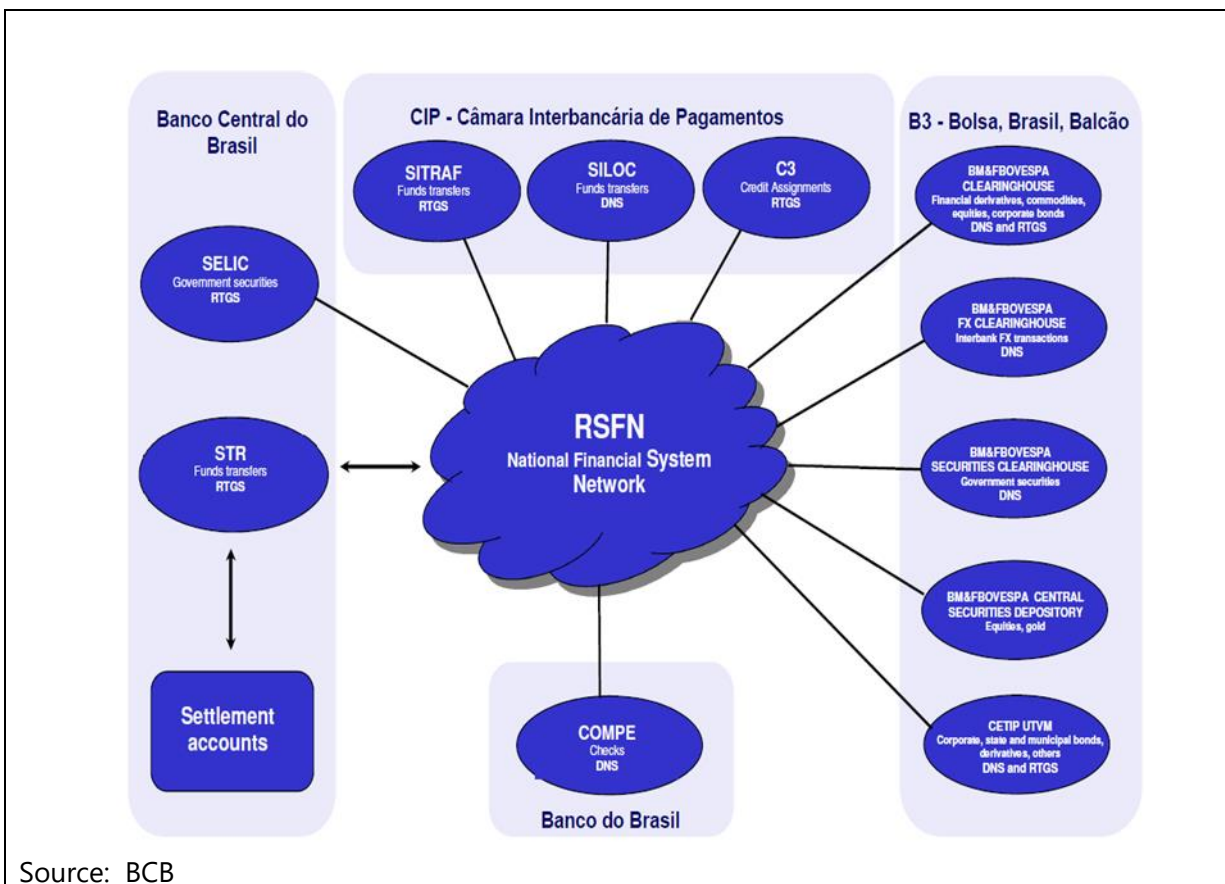 Banco Central do
Brasil
SELIC
Government securities
RTGS
STR
Funds transfers
RTGS
Settlement
accounts
CIP - Câmara Interbancária de Pagamentos
SITRAF
Funds transfers
RTGS
SILOC
Funds transfers
DNS
C3
Credit Assignments
RTGS
RSFN
National Financial System
Network
COMPE
Checks
DNS
Banco do Brasil
B3 - Bolsa, Brasil, Balcão
BM&FBOVESPA
CLEARINGHOUSE
Financial derivatives, commodities,
equities, corporate bonds
DNS and RTGS
BM&FBOVESPA
FX CLEARINGHOUSE
Interbank FX transactions
DNS
BM&FBOVESPA
SECURITIES CLEARINGHOUSE
Government securities
DNS
BM&FBOVESPA CENTRAL
SECURITIES DEPOSITORY
Equities, gold
CETIP UTVM
Corporate, state and municipal bonds,
derivatives, others
DNS and RTGS
Source: BCB